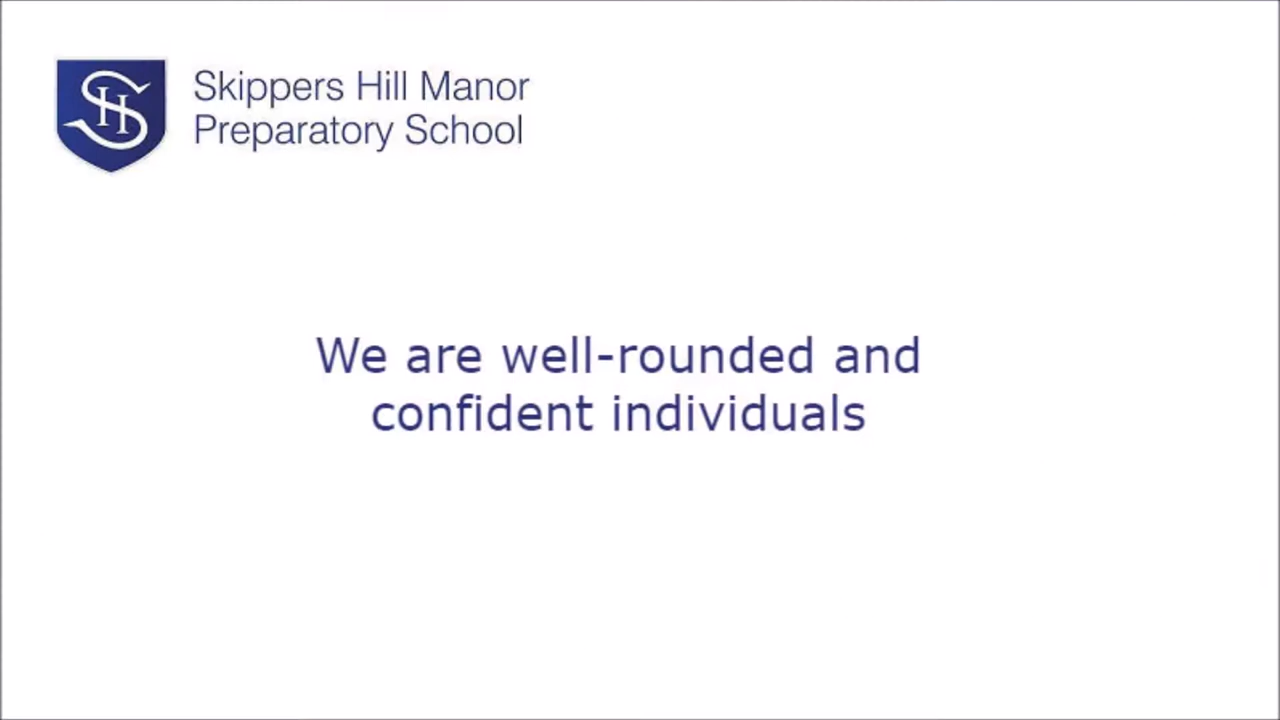 SH
Skippers Hill Manor
Preparatory School
We are well-rounded and
confident individuals